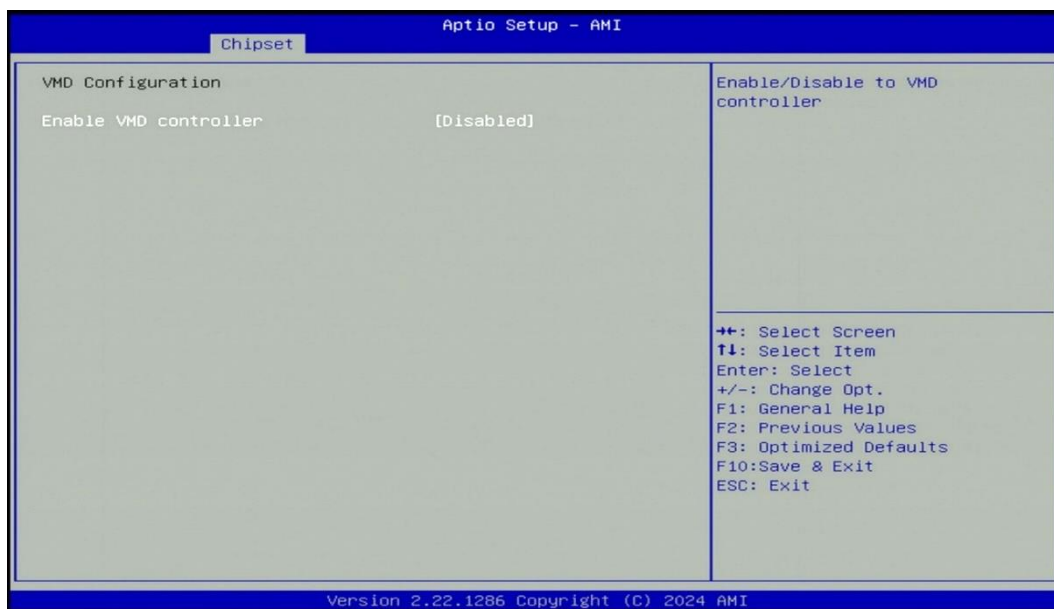 Aptio Setup – AMI
Chipset
VMD Configuration
Enable VMD controller [Disabled]
Enable/Disable to VMD
controller
→←: Select Screen
↑↓: Select Item
Enter: Select
+/-: Change Opt.
F1: General Help
F2: Previous Values
F3: Optimized Defaults
F10:Save & Exit
ESC: Exit
Version 2.22.1286 Copyright (C) 2024 AMI